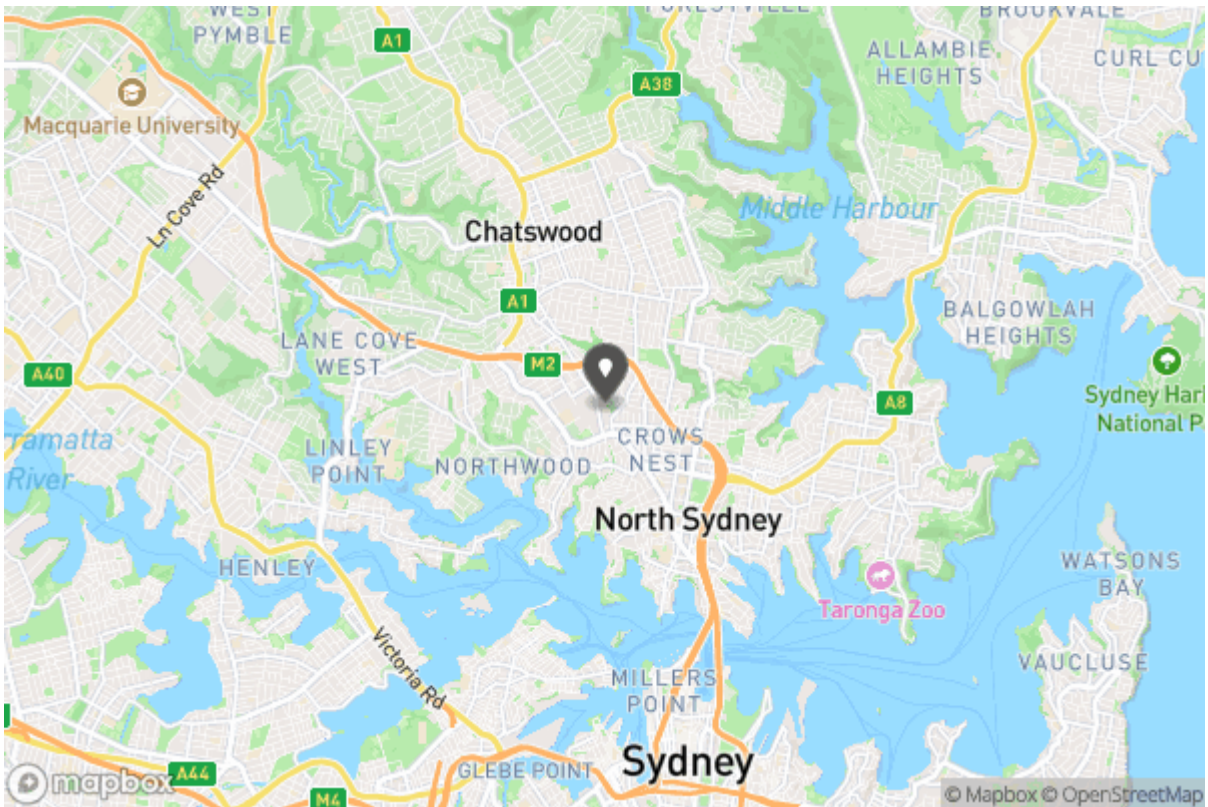 WEST
PYMBLE
A1
FORESTVILLE
BROOKVALE
ALLAMBIE
HEIGHTS
CURL CU
A38
Macquarie University
Ln Cove Rd
Chatswood
Middle Harbour
A1
BALGOWLAH
HEIGHTS
LANE COVE
WEST
M2
A40
A8
Sydney Har
National P
rramatta
River
LINLEY
POINT
NORTHWOOD
CROWS
NEST
North Sydney
HENLEY
WATSONS
BAY
Taronga Zoo
Victoria Rd
VAUCLUSE
MILLERS
POINT
Sydney
GLEBE POINT
A44
M4
mapbox
© Mapbox © OpenStreetMap